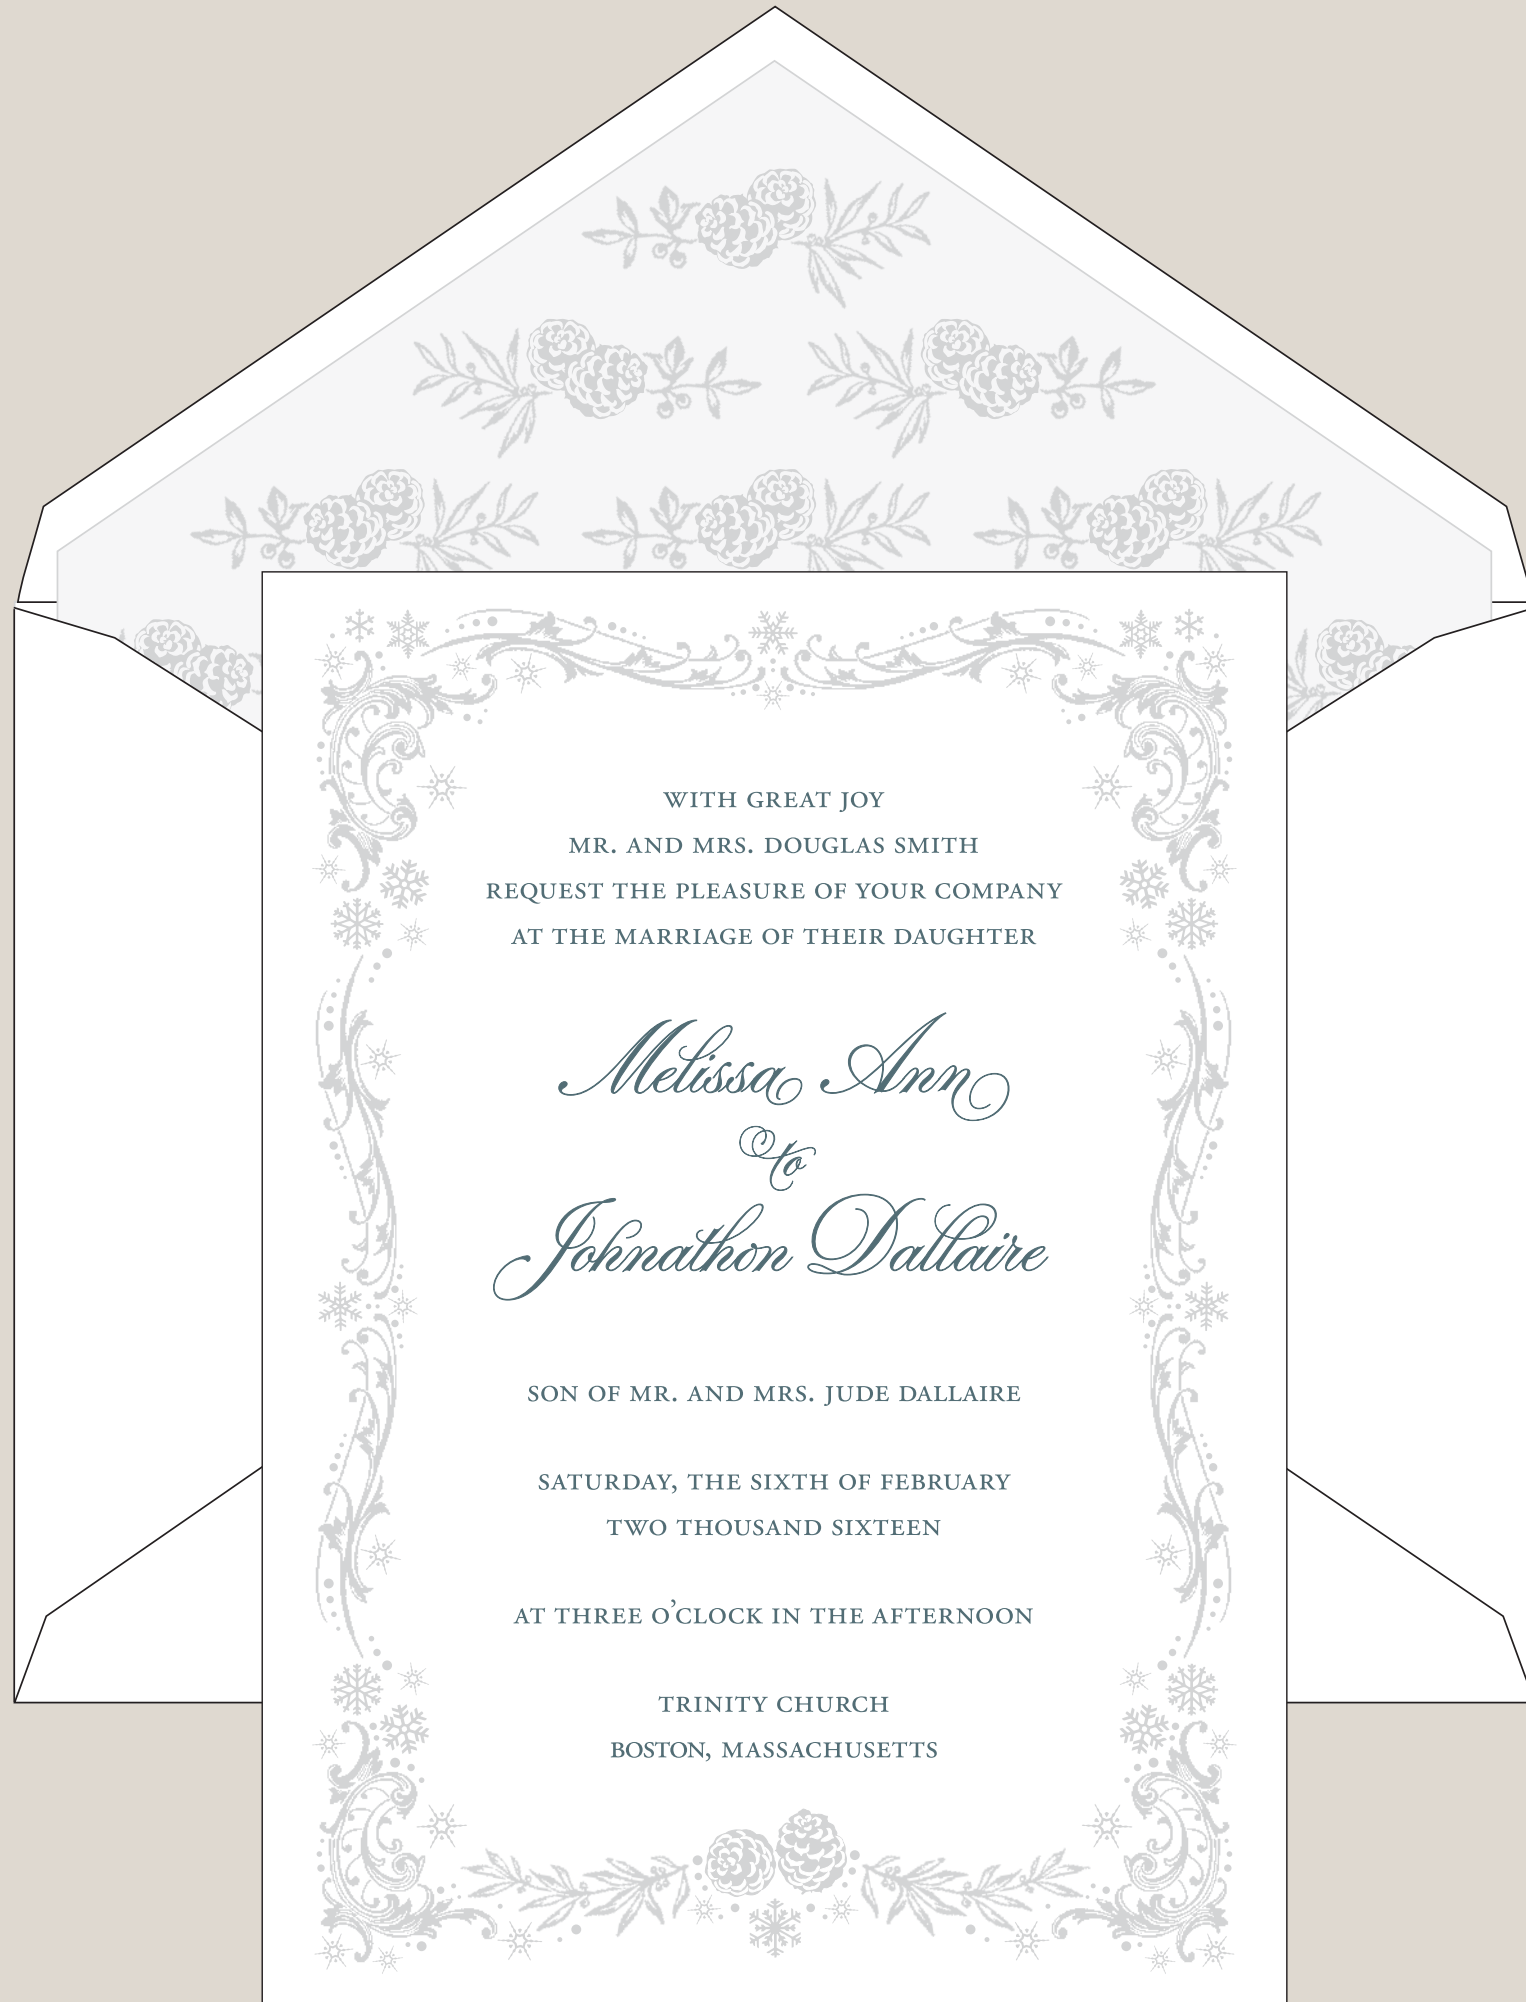 WITH GREAT JOY
MR. AND MRS. DOUGLAS SMITH
REQUEST THE PLEASURE OF YOUR COMPANY
AT THE MARRIAGE OF THEIR DAUGHTER
Melissa Ann
to
Johnathon Dallaire
SON OF MR. AND MRS. JUDE DALLAIRE
SATURDAY, THE SIXTH OF FEBRUARY
TWO THOUSAND SIXTEEN
AT THREE O'CLOCK IN THE AFTERNOON
TRINITY CHURCH
BOSTON, MASSACHUSETTS